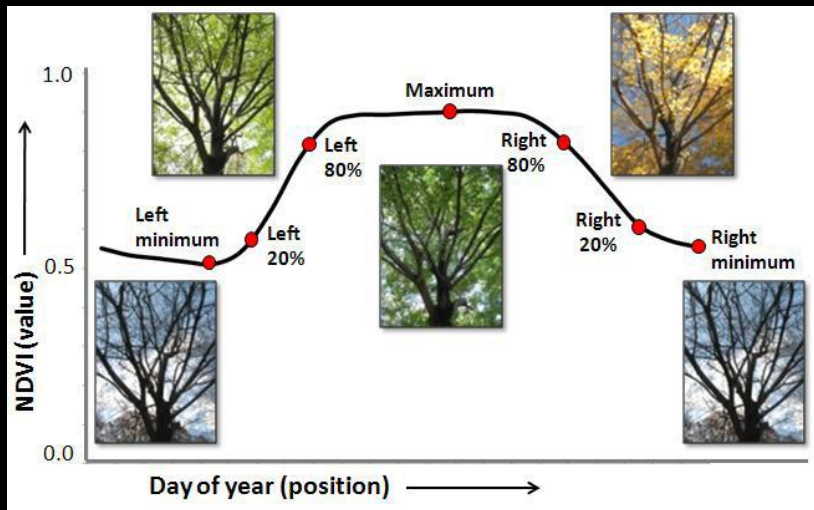 1.0
Maximum
Left
80%
Right
80%
Left
minimum
Left
20%
Right
20%
Right
minimum
0.5
0.0
NDVI (value)
Day of year (position)